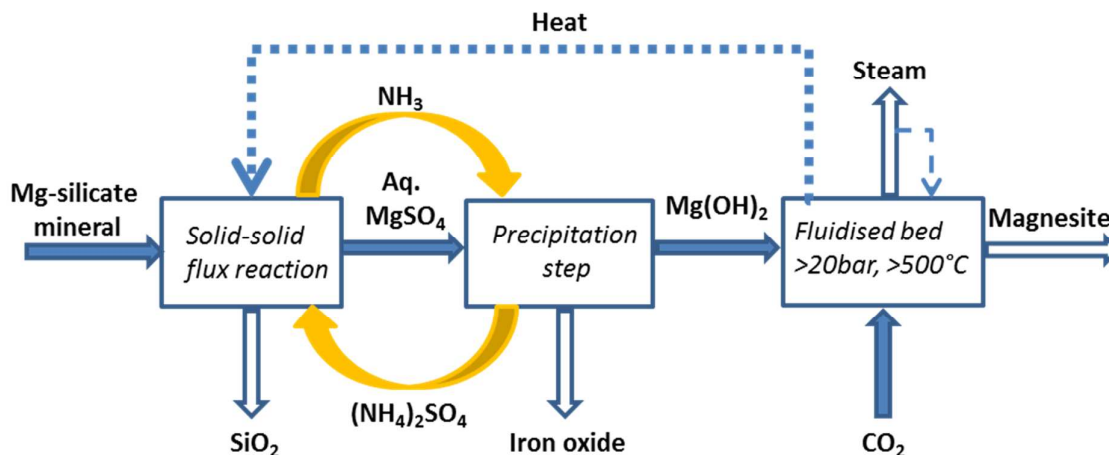 Heat
Steam
NH₃
Mg-silicate
mineral
Aq.
MgSO₄
Mg(OH)₂
Magnesite
Solid-solid
flux reaction
Precipitation
step
Fluidised bed
>20bar, >500°C
(NH₄)₂SO₄
SiO₂
Iron oxide
CO₂